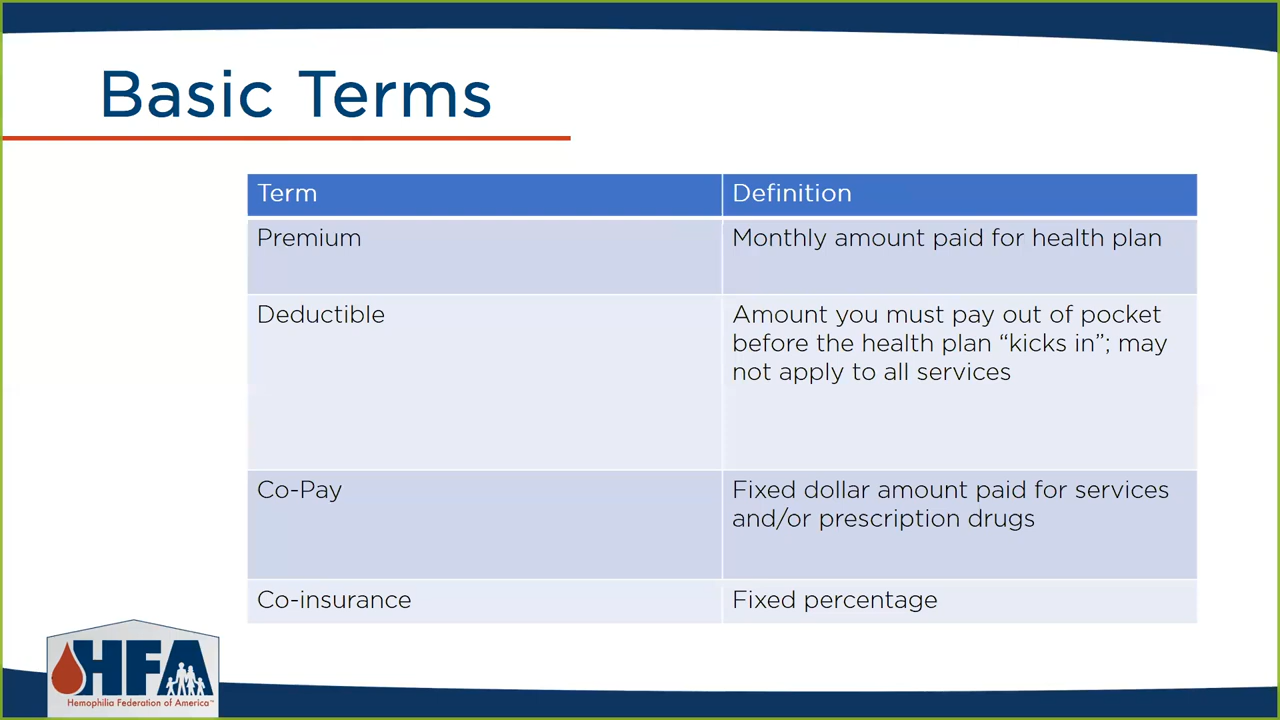 Basic Terms
Term
Definition
Premium
Monthly amount paid for health plan
Deductible
Amount you must pay out of pocket
before the health plan “kicks in”; may
not apply to all services
Co-Pay
Fixed dollar amount paid for services
and/or prescription drugs
Co-insurance
Fixed percentage
HFA
Hemophilia Federation of America™